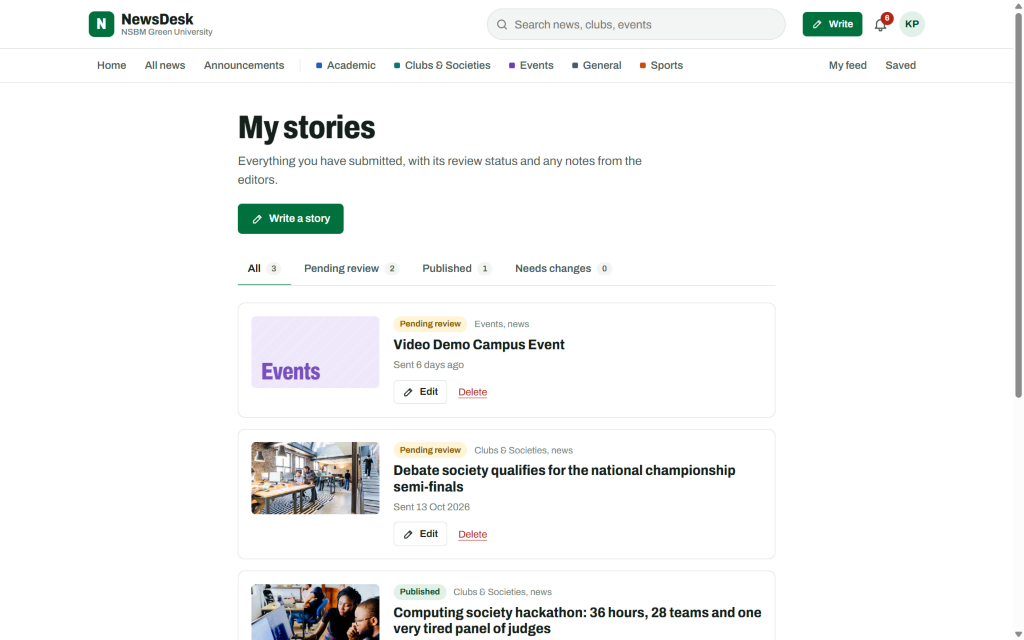 N
NewsDesk
NSBM Green University
Search news, clubs, events
Write
6
KP
Home
All news
Announcements
Academic
Clubs & Societies
Events
General
Sports
My feed
Saved
My stories
Everything you have submitted, with its review status and any notes from the
editors.
Write a story
All 3
Pending review 2
Published 1
Needs changes 0
Events
Pending review
Events, news
Video Demo Campus Event
Sent 6 days ago
Edit
Delete
Pending review
Clubs & Societies, news
Debate society qualifies for the national championship
semi-finals
Sent 13 Oct 2026
Edit
Delete
Published
Clubs & Societies, news
Computing society hackathon: 36 hours, 28 teams and one
very tired panel of judges